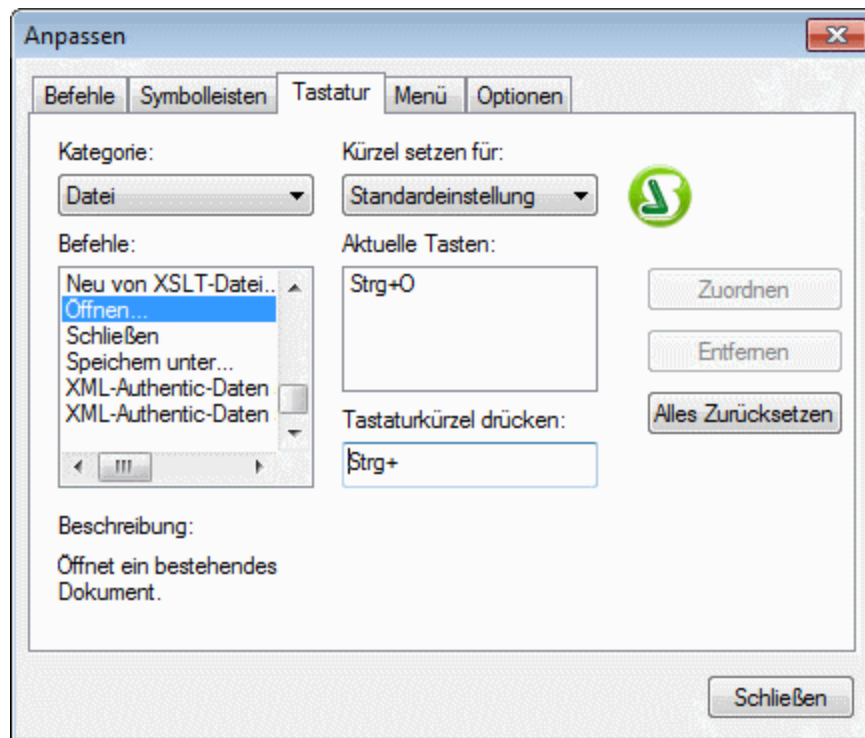 Anpassen
Befehle
Symbolleisten
Tastatur
Menü
Optionen
Kategorie:
Datei
Kürzel setzen für:
Standardeinstellung
Befehle:
Neu von XSLT-Datei..
Öffnen...
Schließen
Speichern unter...
XML-Authentic-Daten
XML-Authentic-Daten
Aktuelle Tasten:
Strg+O
Tastaturkürzel drücken:
Strg+
Zuordnen
Entfernen
Alles Zurücksetzen
Beschreibung:
Öffnet ein bestehendes
Dokument.
Schließen